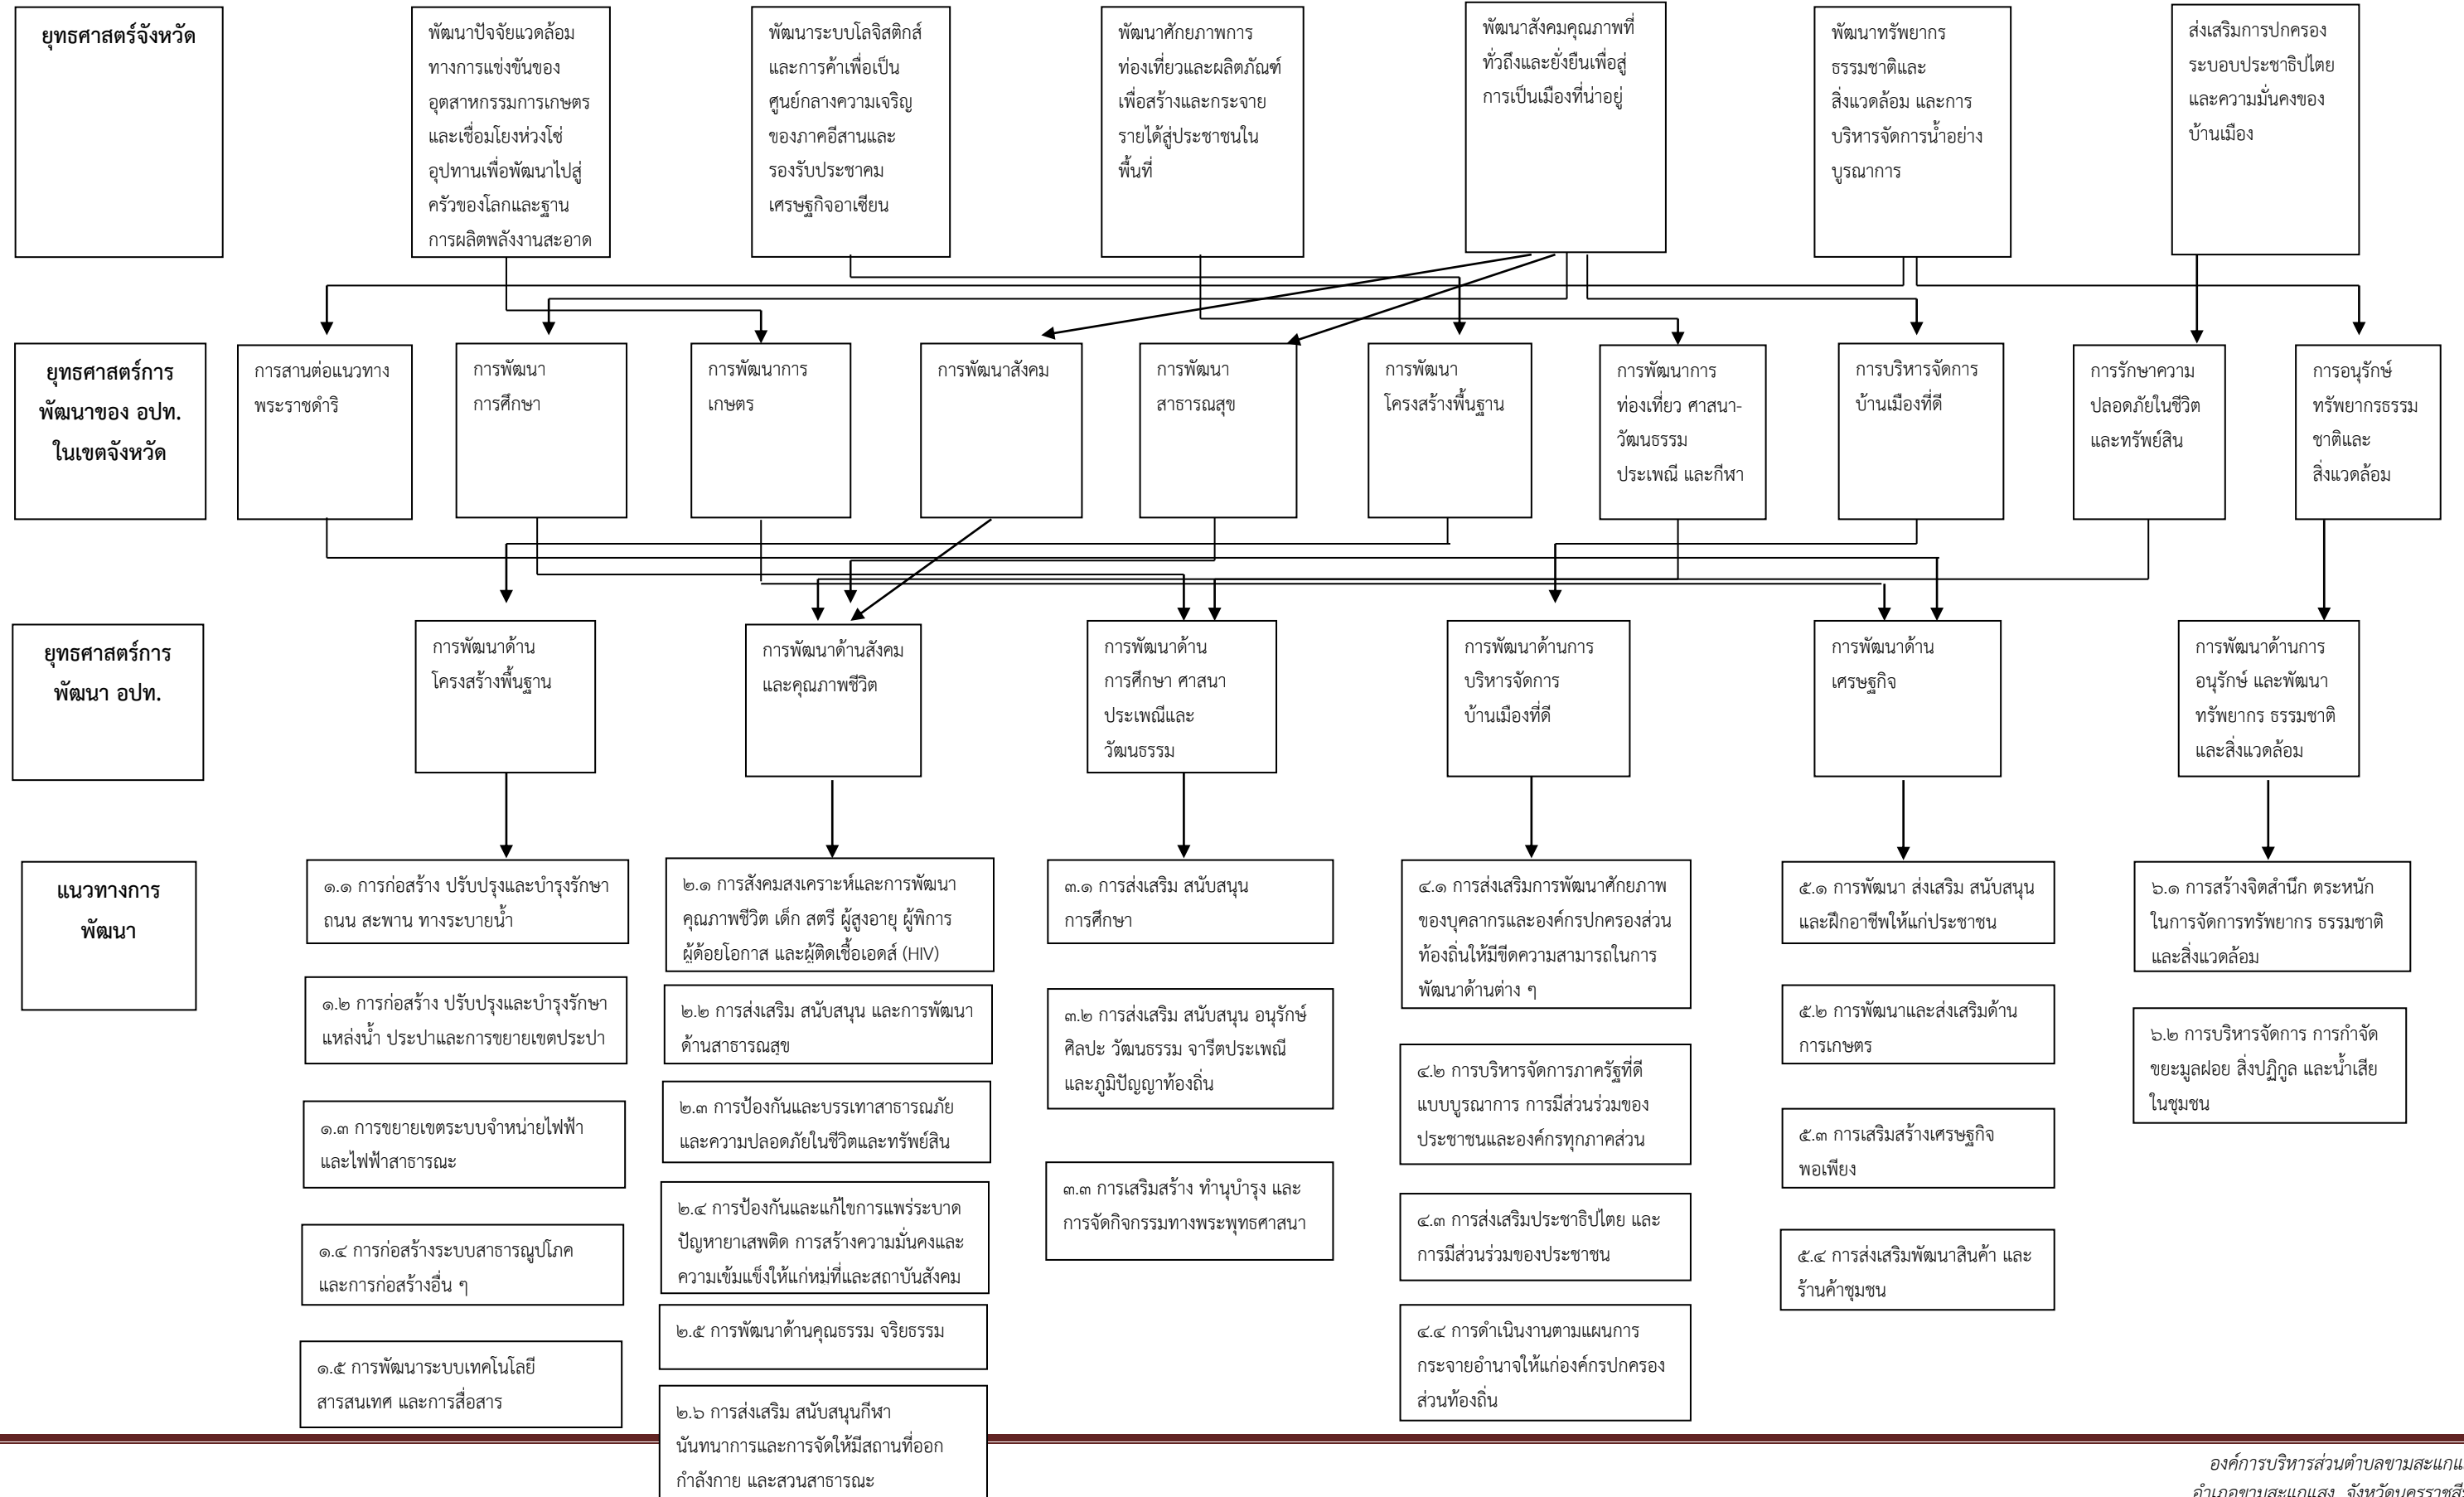 ยุทธศาสตร์จังหวัด
พัฒนาปัจจัยแวดล้อม
ทางการแข่งขันของ
อุตสาหกรรมการเกษตร
และเชื่อมโยงห่วงโซ่
อุปทานเพื่อพัฒนาไปสู่
ครัวของโลกและฐาน
การผลิตพลังงานสะอาด
พัฒนาระบบโลจิสติกส์
และการค้าเพื่อเป็น
ศูนย์กลางความเจริญ
ของภาคอีสานและ
รองรับประชาคม
เศรษฐกิจอาเซียน
พัฒนาศักยภาพการ
ท่องเที่ยวและผลิตภัณฑ์
เพื่อสร้างและกระจาย
รายได้สู่ประชาชนใน
พื้นที่
พัฒนาสังคมคุณภาพที่
ทั่วถึงและยั่งยืนเพื่อสู่
การเป็นเมืองที่น่าอยู่
พัฒนาทรัพยากร
ธรรมชาติและ
สิ่งแวดล้อม และการ
บริหารจัดการน้ำอย่าง
บูรณาการ
ส่งเสริมการปกครอง
ระบอบประชาธิปไตย
และความมั่นคงของ
บ้านเมือง
ยุทธศาสตร์การ
พัฒนาของ อปท.
ในเขตจังหวัด
การสานต่อแนวทาง
พระราชดำริ
การพัฒนา
การศึกษา
การพัฒนาการ
เกษตร
การพัฒนาสังคม
การพัฒนา
สาธารณสุข
การพัฒนา
โครงสร้างพื้นฐาน
การพัฒนาการ
ท่องเที่ยว ศาสนา-
วัฒนธรรม
ประเพณี และกีฬา
การบริหารจัดการ
บ้านเมืองที่ดี
การรักษาความ
ปลอดภัยในชีวิต
และทรัพย์สิน
การอนุรักษ์
ทรัพยากรธรรม
ชาติและ
สิ่งแวดล้อม
ยุทธศาสตร์การ
พัฒนา อปท.
การพัฒนาด้าน
โครงสร้างพื้นฐาน
การพัฒนาด้านสังคม
และคุณภาพชีวิต
การพัฒนาด้าน
การศึกษา ศาสนา
ประเพณีและ
วัฒนธรรม
การพัฒนาด้านการ
บริหารจัดการ
บ้านเมืองที่ดี
การพัฒนาด้าน
เศรษฐกิจ
การพัฒนาด้านการ
อนุรักษ์ และพัฒนา
ทรัพยากร ธรรมชาติ
และสิ่งแวดล้อม
แนวทางการ
พัฒนา
๑.๑ การก่อสร้าง ปรับปรุงและบำรุงรักษา
ถนน สะพาน ทางระบายน้ำ
๑.๒ การก่อสร้าง ปรับปรุงและบำรุงรักษา
แหล่งน้ำ ประปาและการขยายเขตประปา
๑.๓ การขยายเขตระบบจำหน่ายไฟฟ้า
และไฟฟ้าสาธารณะ
๑.๔ การก่อสร้างระบบสาธารณูปโภค
และการก่อสร้างอื่น ๆ
๑.๕ การพัฒนาระบบเทคโนโลยี
สารสนเทศ และการสื่อสาร
๒.๑ การสังคมสงเคราะห์และการพัฒนา
คุณภาพชีวิต เด็ก สตรี ผู้สูงอายุ ผู้พิการ
ผู้ด้อยโอกาส และผู้ติดเชื้อเอดส์ (HIV)
๒.๒ การส่งเสริม สนับสนุน และการพัฒนา
ด้านสาธารณสุข
๒.๓ การป้องกันและบรรเทาสาธารณภัย
และความปลอดภัยในชีวิตและทรัพย์สิน
๒.๔ การป้องกันและแก้ไขการแพร่ระบาด
ปัญหายาเสพติด การสร้างความมั่นคงและ
ความเข้มแข็งให้แก่หมู่ที่และสถาบันสังคม
๒.๕ การพัฒนาด้านคุณธรรม จริยธรรม
๒.๖ การส่งเสริม สนับสนุนกีฬา
นันทนาการและการจัดให้มีสถานที่ออก
กำลังกาย และสวนสาธารณะ
๓.๑ การส่งเสริม สนับสนุน
การศึกษา
๓.๒ การส่งเสริม สนับสนุน อนุรักษ์
ศิลปะ วัฒนธรรม จารีตประเพณี
และภูมิปัญญาท้องถิ่น
๓.๓ การเสริมสร้าง ทำนุบำรุง และ
การจัดกิจกรรมทางพระพุทธศาสนา
๔.๑ การส่งเสริมการพัฒนาศักยภาพ
ของบุคลากรและองค์กรปกครองส่วน
ท้องถิ่นให้มีขีดความสามารถในการ
พัฒนาด้านต่าง ๆ
๔.๒ การบริหารจัดการภาครัฐที่ดี
แบบบูรณาการ การมีส่วนร่วมของ
ประชาชนและองค์กรทุกภาคส่วน
๔.๓ การส่งเสริมประชาธิปไตย และ
การมีส่วนร่วมของประชาชน
๔.๔ การดำเนินงานตามแผนการ
กระจายอำนาจให้แก่องค์กรปกครอง
ส่วนท้องถิ่น
๕.๑ การพัฒนา ส่งเสริม สนับสนุน
และฝึกอาชีพให้แก่ประชาชน
๕.๒ การพัฒนาและส่งเสริมด้าน
การเกษตร
๕.๓ การเสริมสร้างเศรษฐกิจ
พอเพียง
๕.๔ การส่งเสริมพัฒนาสินค้า และ
ร้านค้าชุมชน
๖.๑ การสร้างจิตสำนึก ตระหนัก
ในการจัดการทรัพยากร ธรรมชาติ
และสิ่งแวดล้อม
๖.๒ การบริหารจัดการ การกำจัด
ขยะมูลฝอย สิ่งปฏิกูล และน้ำเสีย
ในชุมชน
องค์การบริหารส่วนตำบลขามสะแกแ
อำเภอขามสะแกแสง จังหวัดนครราชสี